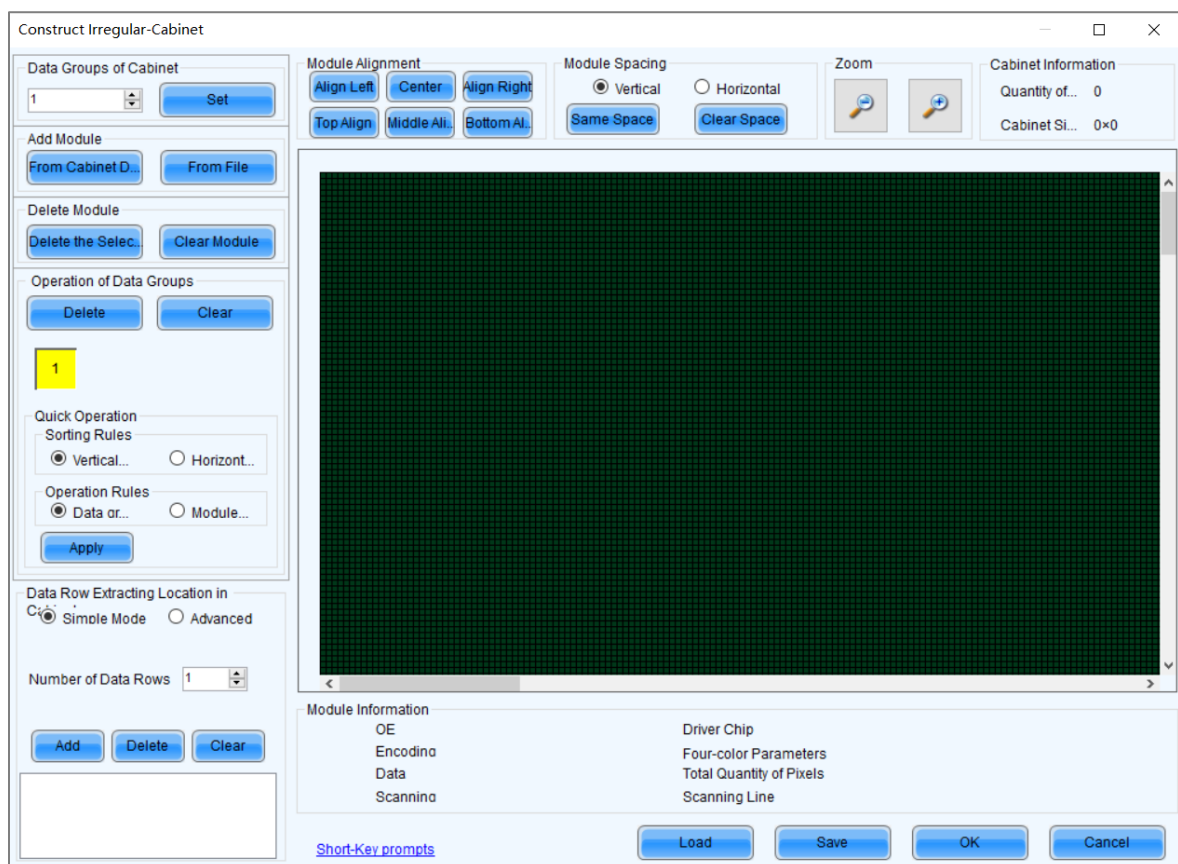 Construct Irregular-Cabinet
Data Groups of Cabinet
1
Set
Add Module
From Cabinet D...
From File
Delete Module
Delete the Selec...
Clear Module
Operation of Data Groups
Delete
Clear
1
Quick Operation
Sorting Rules
Vertical...
Horizont...
Operation Rules
Data gr...
Module...
Apply
Data Row Extracting Location in
Simple Mode
Advanced
Number of Data Rows
1
Add
Delete
Clear
Module Alignment
Align Left
Center
Align Right
Top Align
Middle Ali..
Bottom Al..
Module Spacing
Vertical
Horizontal
Same Space
Clear Space
Zoom
Cabinet Information
Quantity of... 0
Cabinet Si... 0×0
Module Information
OE
Driver Chip
Encoding
Four-color Parameters
Data
Total Quantity of Pixels
Scanning
Scanning Line
Short-Key prompts
Load
Save
OK
Cancel